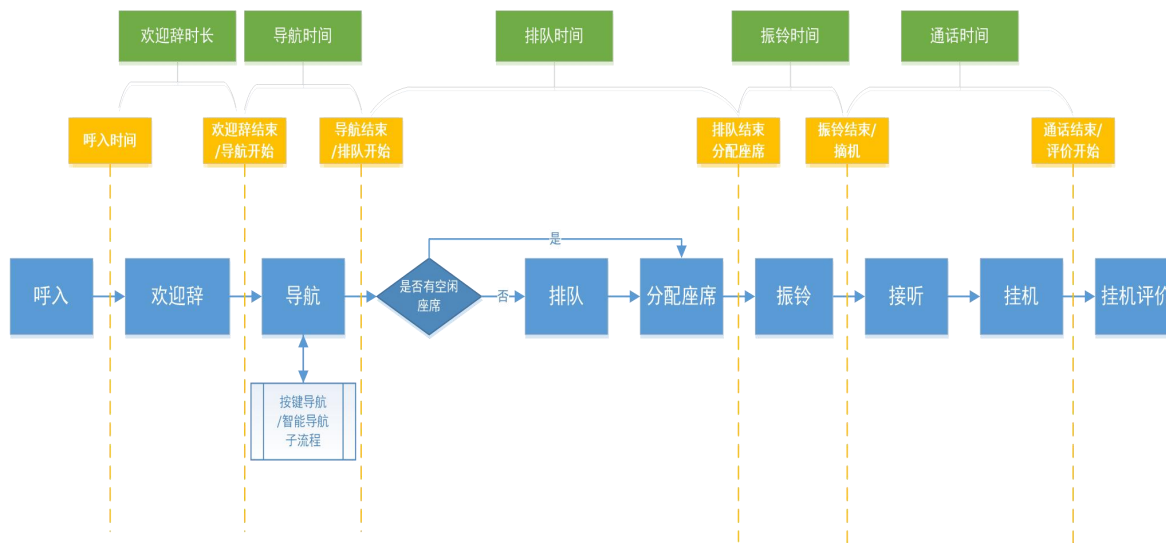 欢迎辞时长
导航时间
排队时间
振铃时间
通话时间
呼入时间
欢迎辞结束
/导航开始
导航结束
/排队开始
排队结束
分配座席
振铃结束/
摘机
通话结束/
评价开始
是
呼入
欢迎辞
导航
是否有空闲
座席
否
排队
分配座席
振铃
接听
挂机
挂机评价
按键导航
/智能导航
子流程